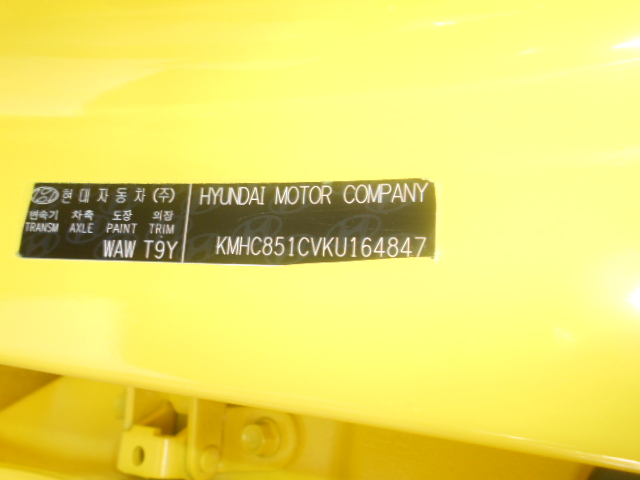 현대자동차(주)
변속기 차축 도장 의장
TRANSM AXLE PAINT TRIM
WAW T9Y
HYUNDAI MOTOR COMPANY
KMHC851CVKU164847